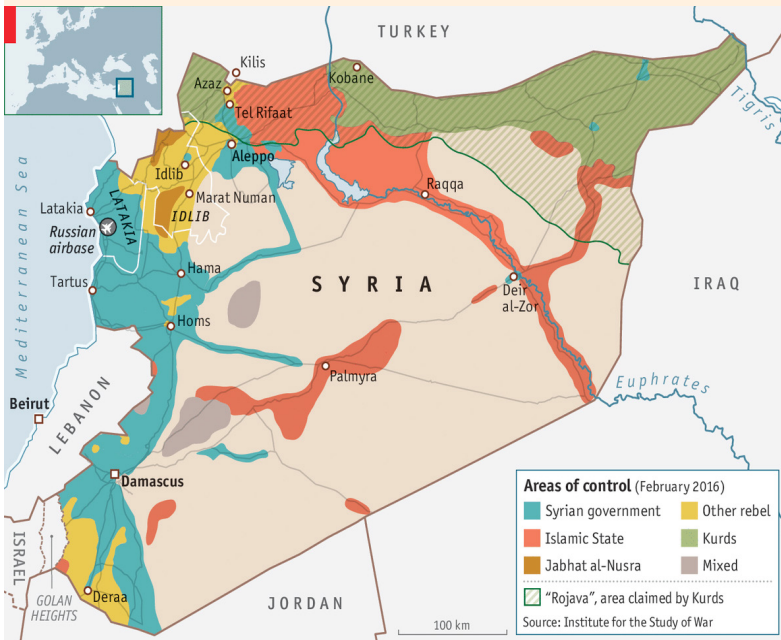 TURKEY
Kilis
Kobane
Azaz
Tel Rifaat
Tigris
Aleppo
Idlib
Raqqa
Marat Numan
IDLIB
LATAKIA
Latakia
Russian
airbase
Mediterranean Sea
Hama
SYRIA
IRAQ
Tartus
Deir
al-Zor
Homs
Palmyra
Euphrates
LEBANON
Beirut
Damascus
ISRAEL
GOLAN
HEIGHTS
Deraa
JORDAN
100 km
Areas of control (February 2016)
Syrian government
Other rebel
Islamic State
Kurds
Jabhat al-Nusra
Mixed
“Rojava”, area claimed by Kurds
Source: Institute for the Study of War